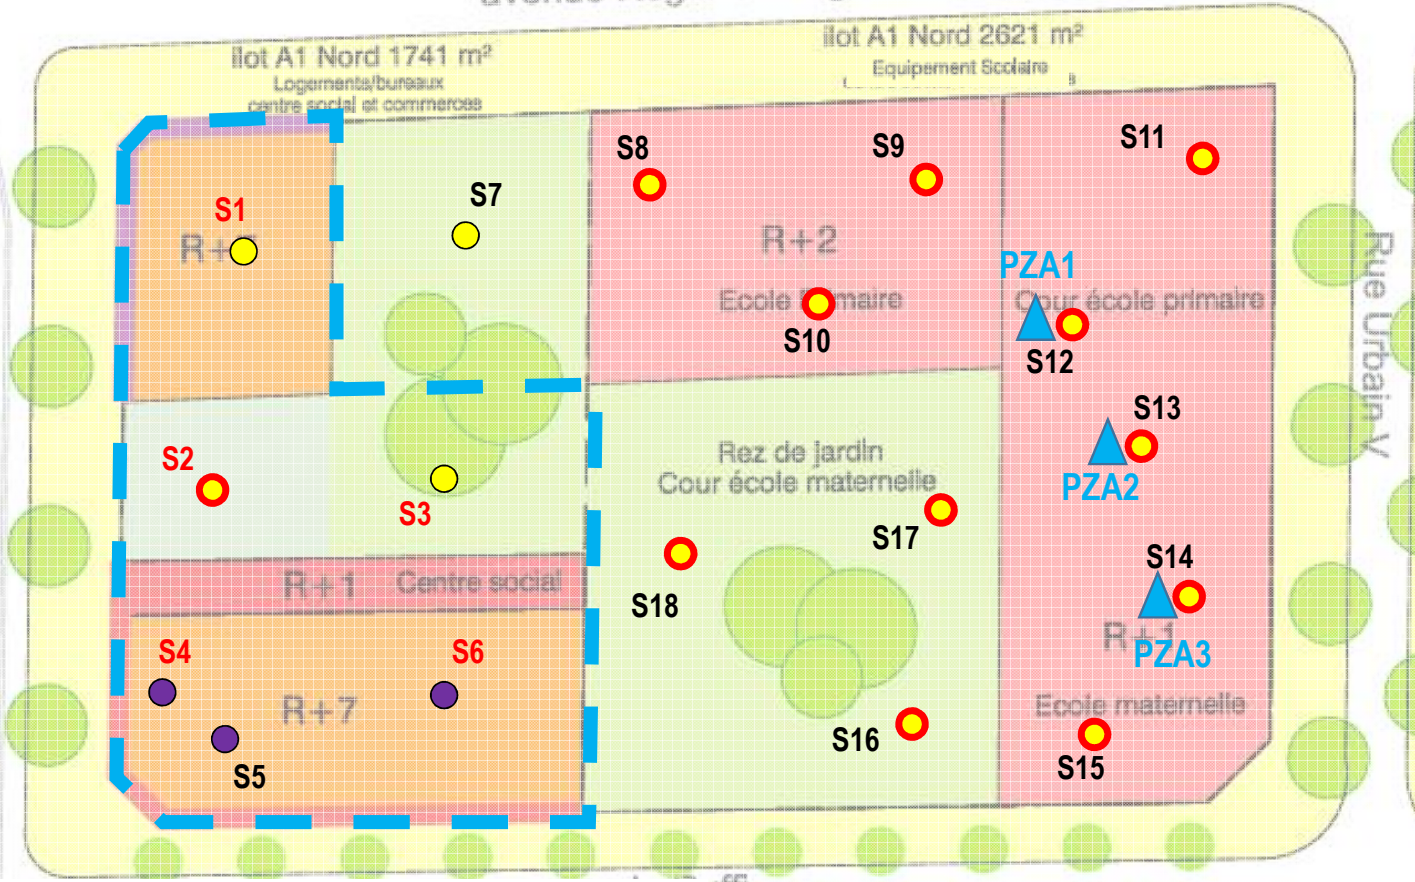 ilot A1 Nord 1741 m²
Logements/bureaux
centre social et commerces
ilot A1 Nord 2621 m²
Equipement Scolaire
S1
S7
S8
S9
S11
R+2
Ecole
S10
PZA1
Cour école primaire
S12
Rue Urbain V
S2
S3
Rez de jardin
Cour école maternelle
S13
PZA2
S17
S18
S14
R+1
PZA3
R+1 Centre social
S4
S6
R+7
S5
Ecole maternelle
S16
S15